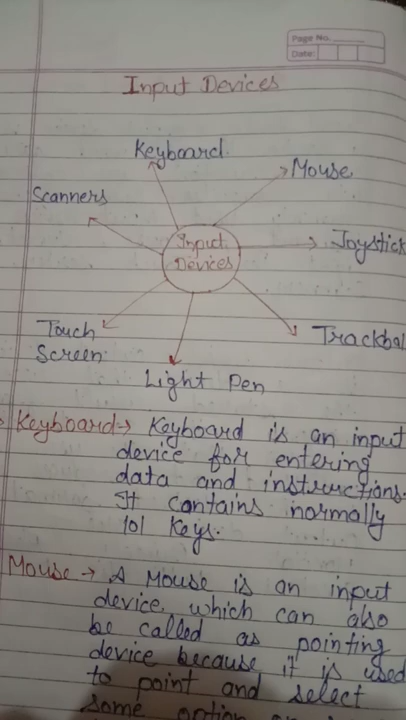 Page No.
Date:
Input Devices
Keyboard
Mouse
Scanners
Input
Devices
Joystick
Touch
Screen
Trackbal
Light Pen
Keyboard → Keyboard is an input
device for entering
data and instructions.
It contains normally
101 Keys.
Mouse → A Mouse is an input
device, which can also
be called as pointing
device because it is used
to point and select
some option